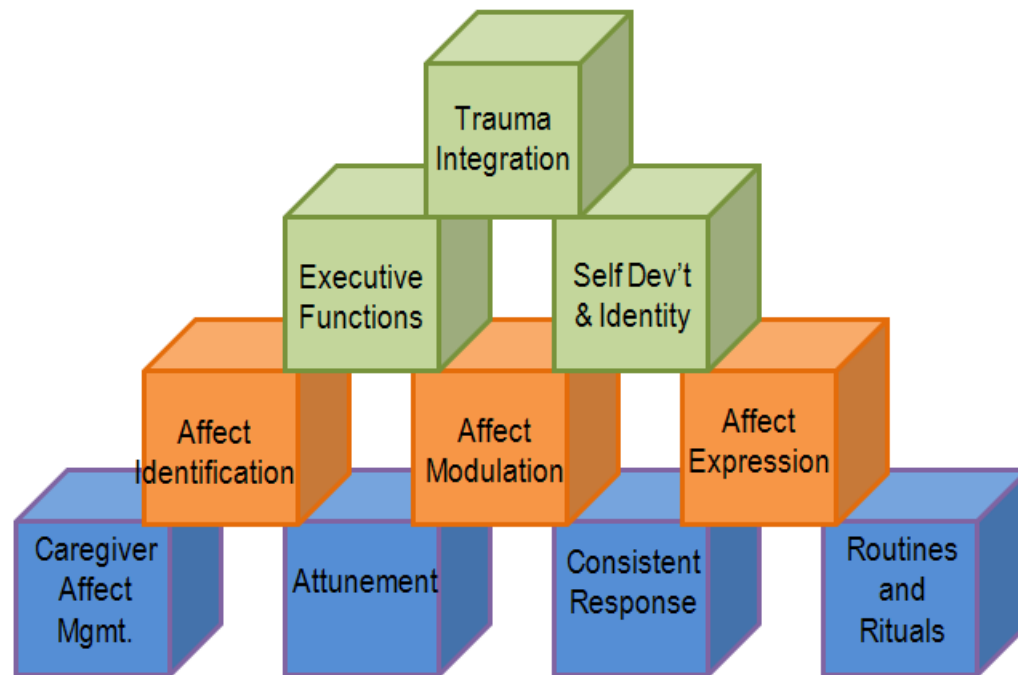 Trauma
Integration
Executive
Functions
Self Dev’t
& Identity
Affect
Identification
Affect
Modulation
Affect
Expression
Caregiver
Affect
Mgmt.
Attunement
Consistent
Response
Routines
and
Rituals